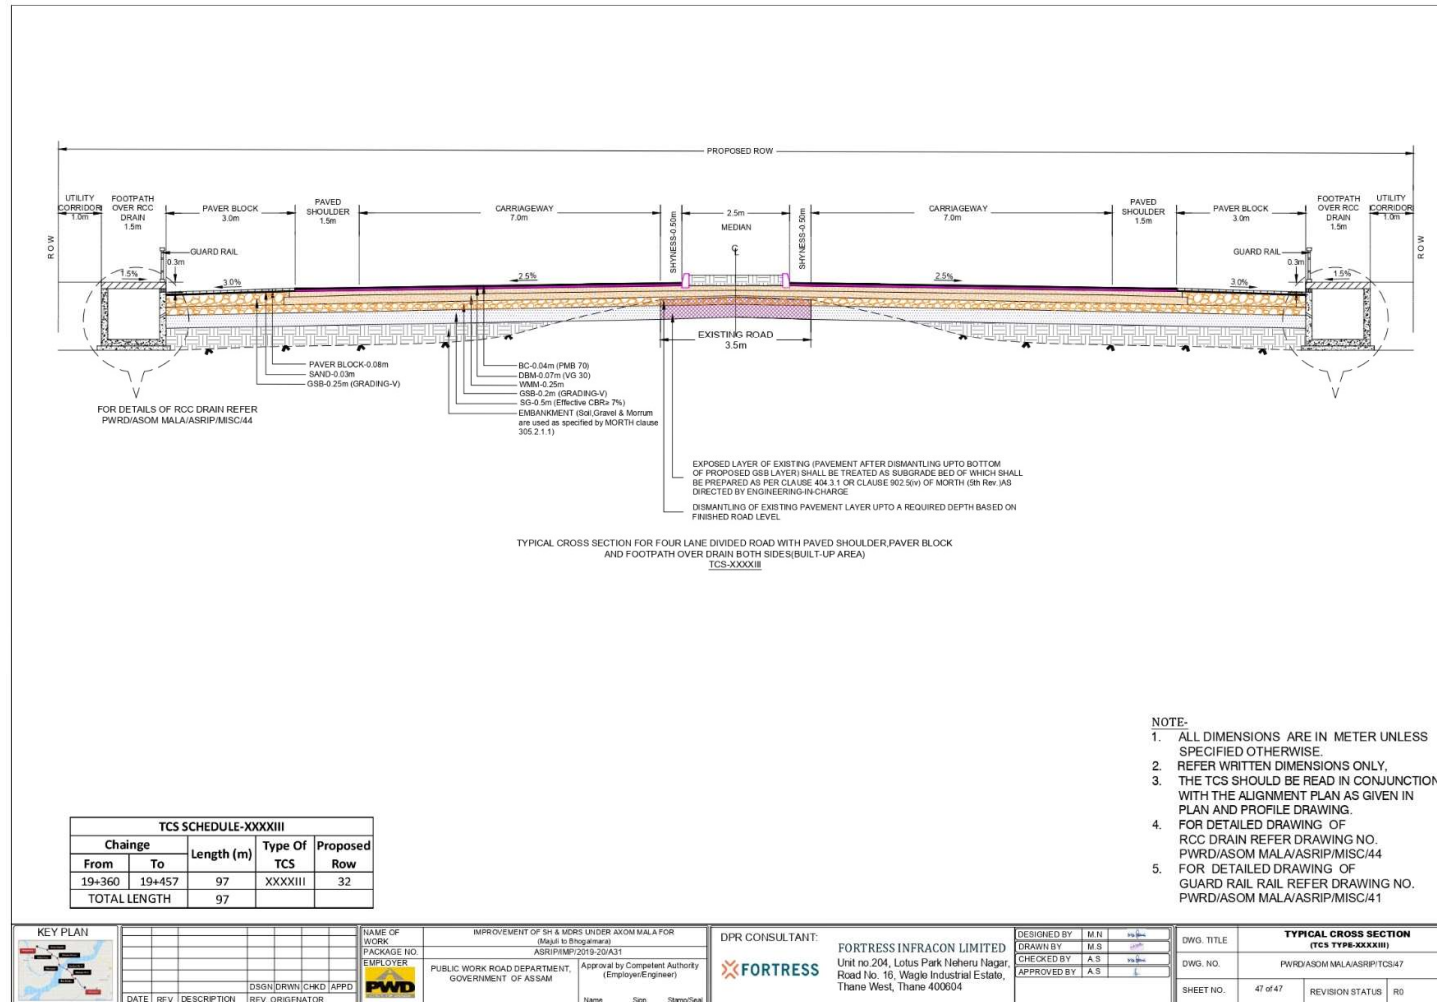 PROPOSED ROW
UTILITY
CORRIDOR
1.0m
FOOTPATH
OVER RCC
DRAIN
1.5m
PAVER BLOCK
3.0m
PAVED
SHOULDER
1.5m
CARRIAGEWAY
7.0m
SHYNESS-0.50m
2.5m
MEDIAN
SHYNESS-0.50m
CARRIAGEWAY
7.0m
PAVED
SHOULDER
1.5m
PAVER BLOCK
3.0m
FOOTPATH
OVER RCC
DRAIN
1.5m
UTILITY
CORRIDOR
1.0m
ROW
ROW
GUARD RAIL
0.3m
1.5%
3.0%
2.5%
2.5%
3.0%
GUARD RAIL
0.3m
1.5%
EXISTING ROAD
3.5m
PAVER BLOCK-0.08m
SAND-0.03m
GSB-0.25m (GRADING-V)
BC-0.04m (PMB 70)
DBM-0.07m (VG 30)
WMM-0.25m
GSB-0.2m (GRADING-V)
SG-0.5m (Effective CBR≥ 7%)
EMBANKMENT (Soil,Gravel & Morrum
are used as specified by MORTH clause
305.2.1.1)
FOR DETAILS OF RCC DRAIN REFER
PWRD/ASOM MALA/ASRIP/MISC/44
EXPOSED LAYER OF EXISTING (PAVEMENT AFTER DISMANTLING UPTO BOTTOM
OF PROPOSED GSB LAYER) SHALL BE TREATED AS SUBGRADE BED OF WHICH SHALL
BE PREPARED AS PER CLAUSE 404.3.1 OR CLAUSE 902.5(iv) OF MORTH (5th Rev.)AS
DIRECTED BY ENGINEERING-IN-CHARGE
DISMANTLING OF EXISTING PAVEMENT LAYER UPTO A REQUIRED DEPTH BASED ON
FINISHED ROAD LEVEL
TYPICAL CROSS SECTION FOR FOUR LANE DIVIDED ROAD WITH PAVED SHOULDER,PAVER BLOCK
AND FOOTPATH OVER DRAIN BOTH SIDES(BUILT-UP AREA)
TCS-XXXXIII
NOTE-
1. ALL DIMENSIONS ARE IN METER UNLESS
SPECIFIED OTHERWISE.
2. REFER WRITTEN DIMENSIONS ONLY,
3. THE TCS SHOULD BE READ IN CONJUNCTION
WITH THE ALIGNMENT PLAN AS GIVEN IN
PLAN AND PROFILE DRAWING.
4. FOR DETAILED DRAWING OF
RCC DRAIN REFER DRAWING NO.
PWRD/ASOM MALA/ASRIP/MISC/44
5. FOR DETAILED DRAWING OF
GUARD RAIL RAIL REFER DRAWING NO.
PWRD/ASOM MALA/ASRIP/MISC/41
TCS SCHEDULE-XXXXIII
Chainge Length (m) Type Of TCS Proposed Row
From To
19+360 19+457 97 XXXXIII 32
TOTAL LENGTH 97
KEY PLAN
DSGN DRWN CHKD APPD
DATE REV DESCRIPTION REV ORIGENATOR
NAME OF WORK
IMPROVEMENT OF SH & MDRS UNDER AXOM MALA FOR
(Majuli to Bhogalmara)
PACKAGE NO. ASRIP/IMP/2019-20/A31
EMPLOYER
PWD
PUBLIC WORK ROAD DEPARTMENT,
GOVERNMENT OF ASSAM
Approval by Competent Authority
(Employer/Engineer)
Name Sign Stamp/Seal
DPR CONSULTANT:
FORTRESS
FORTRESS INFRACON LIMITED
Unit no.204, Lotus Park Neheru Nagar,
Road No. 16, Wagle Industrial Estate,
Thane West, Thane 400604
DESIGNED BY M.N
DRAWN BY M.S
CHECKED BY A.S
APPROVED BY A.S
DWG. TITLE TYPICAL CROSS SECTION
(TCS TYPE-XXXXIII)
DWG. NO. PWRD/ASOM MALA/ASRIP/TCS/47
SHEET NO. 47 of 47 REVISION STATUS R0